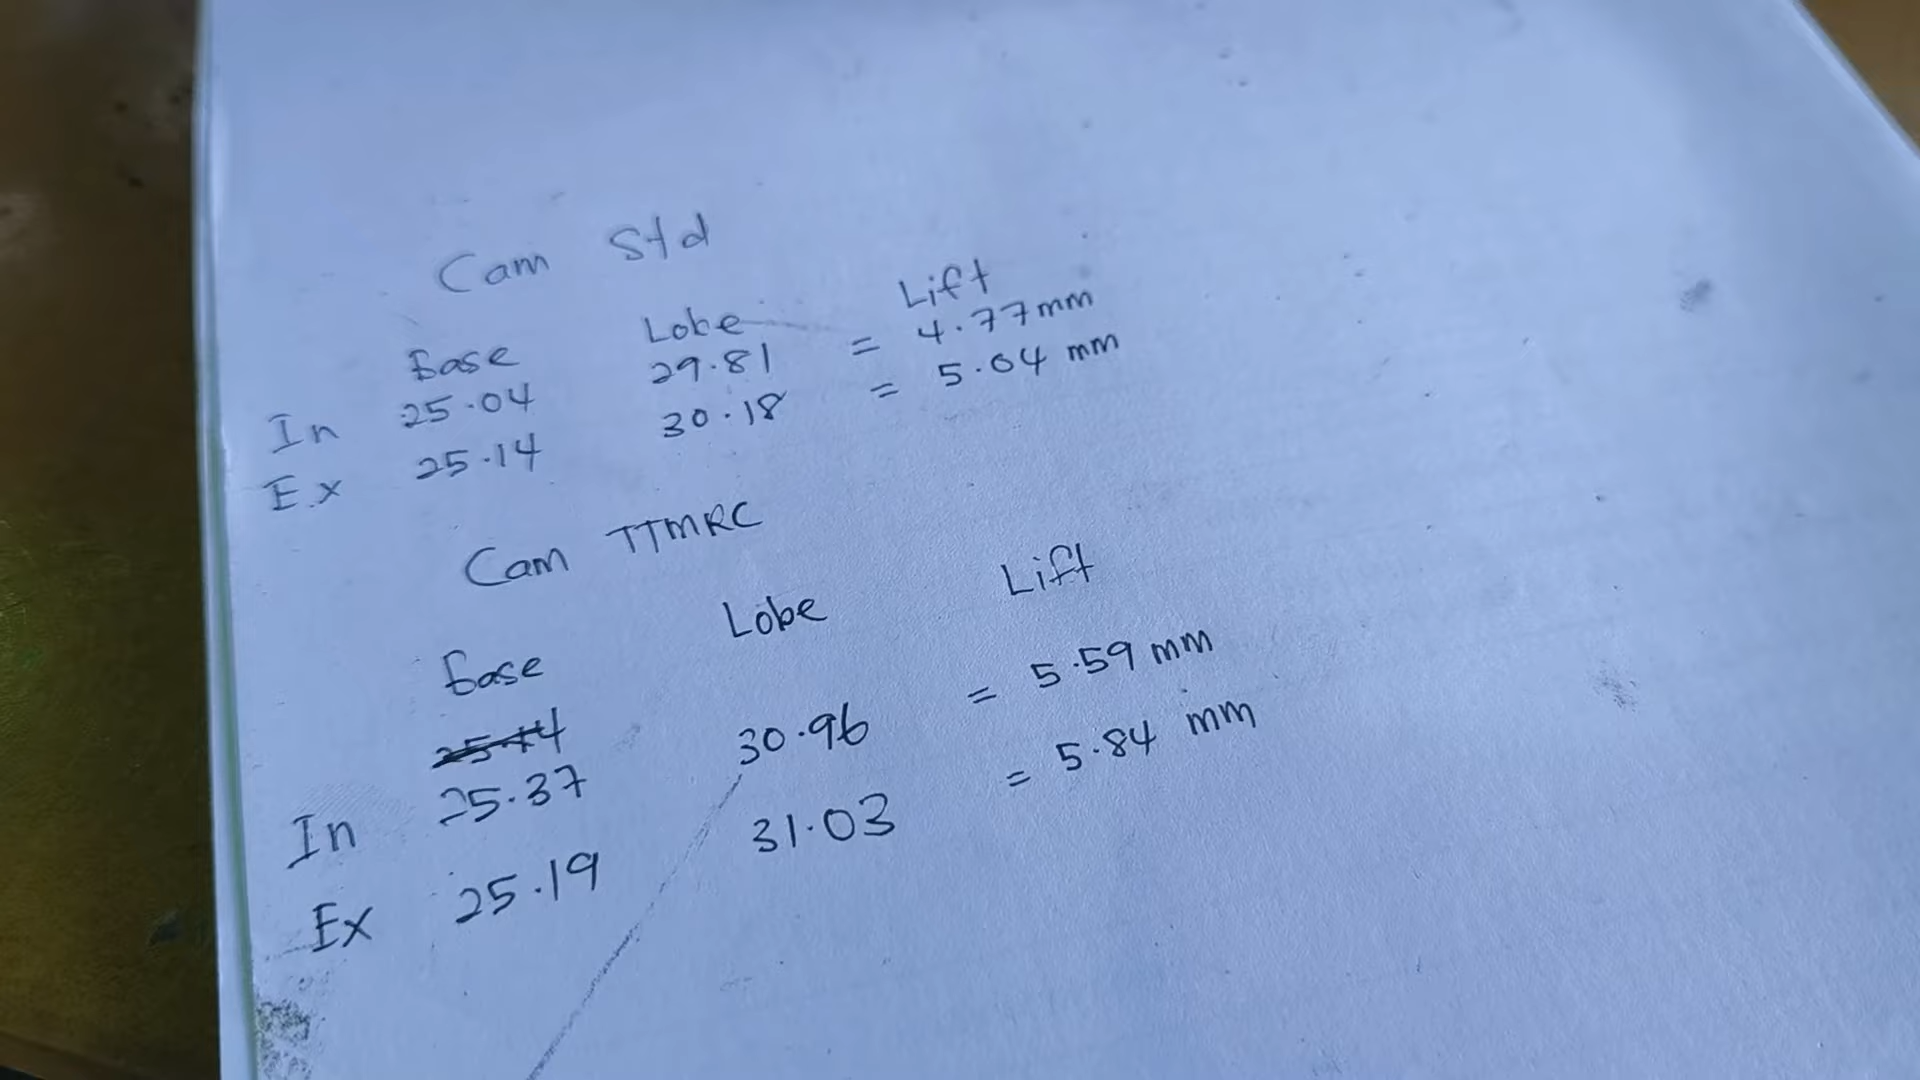 Cam Std
Base Lobe Lift
In 25.04 29.81 = 4.77mm
Ex 25.14 30.18 = 5.04 mm
Cam TTMRC
Base Lobe Lift
25.14
In 25.37 30.96 = 5.59 mm
Ex 25.19 31.03 = 5.84 mm